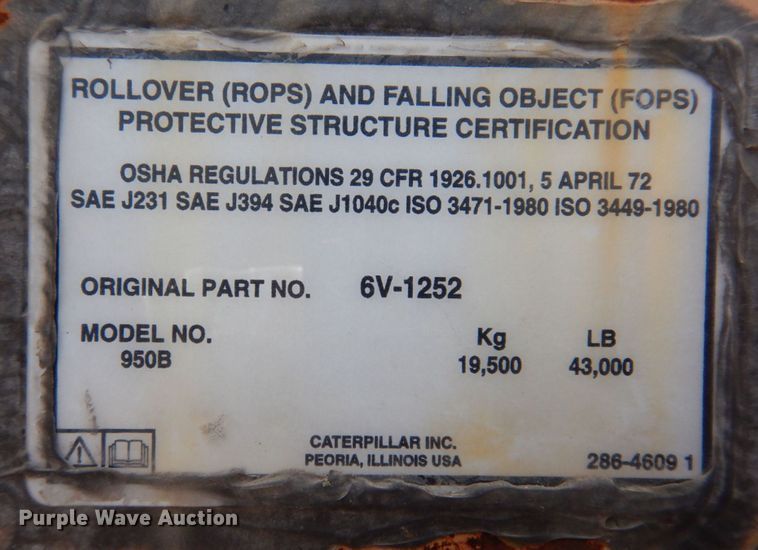 ROLLOVER (ROPS) AND FALLING OBJECT (FOPS)
PROTECTIVE STRUCTURE CERTIFICATION
OSHA REGULATIONS 29 CFR 1926.1001, 5 APRIL 72
SAE J231 SAE J394 SAE J1040c ISO 3471-1980 ISO 3449-1980
ORIGINAL PART NO. 6V-1252
MODEL NO. Kg LB
950B 19,500 43,000
CATERPILLAR INC.
PEORIA, ILLINOIS USA 286-4609 1
Purple Wave Auction